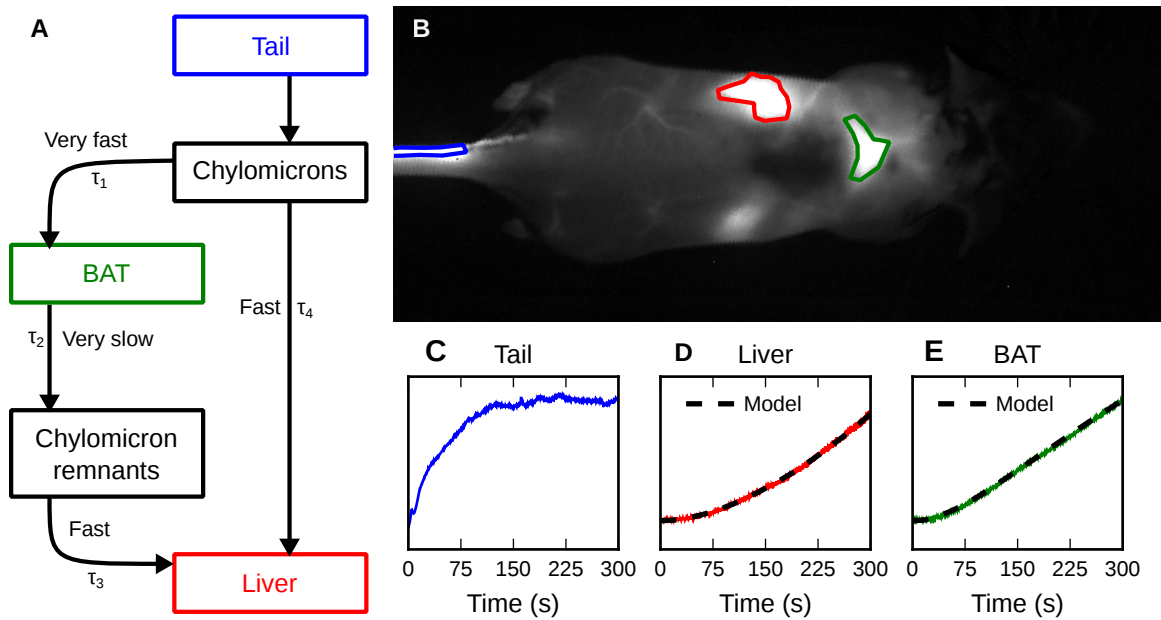 A
Tail
Very fast
τ1
Chylomicrons
BAT
Fast
τ4
τ2
Very slow
Chylomicron
remnants
Fast
τ3
Liver
B
C
Tail
0
75
150
225
300
Time (s)
D
Liver
Model
0
75
150
225
300
Time (s)
E
BAT
Model
0
75
150
225
300
Time (s)